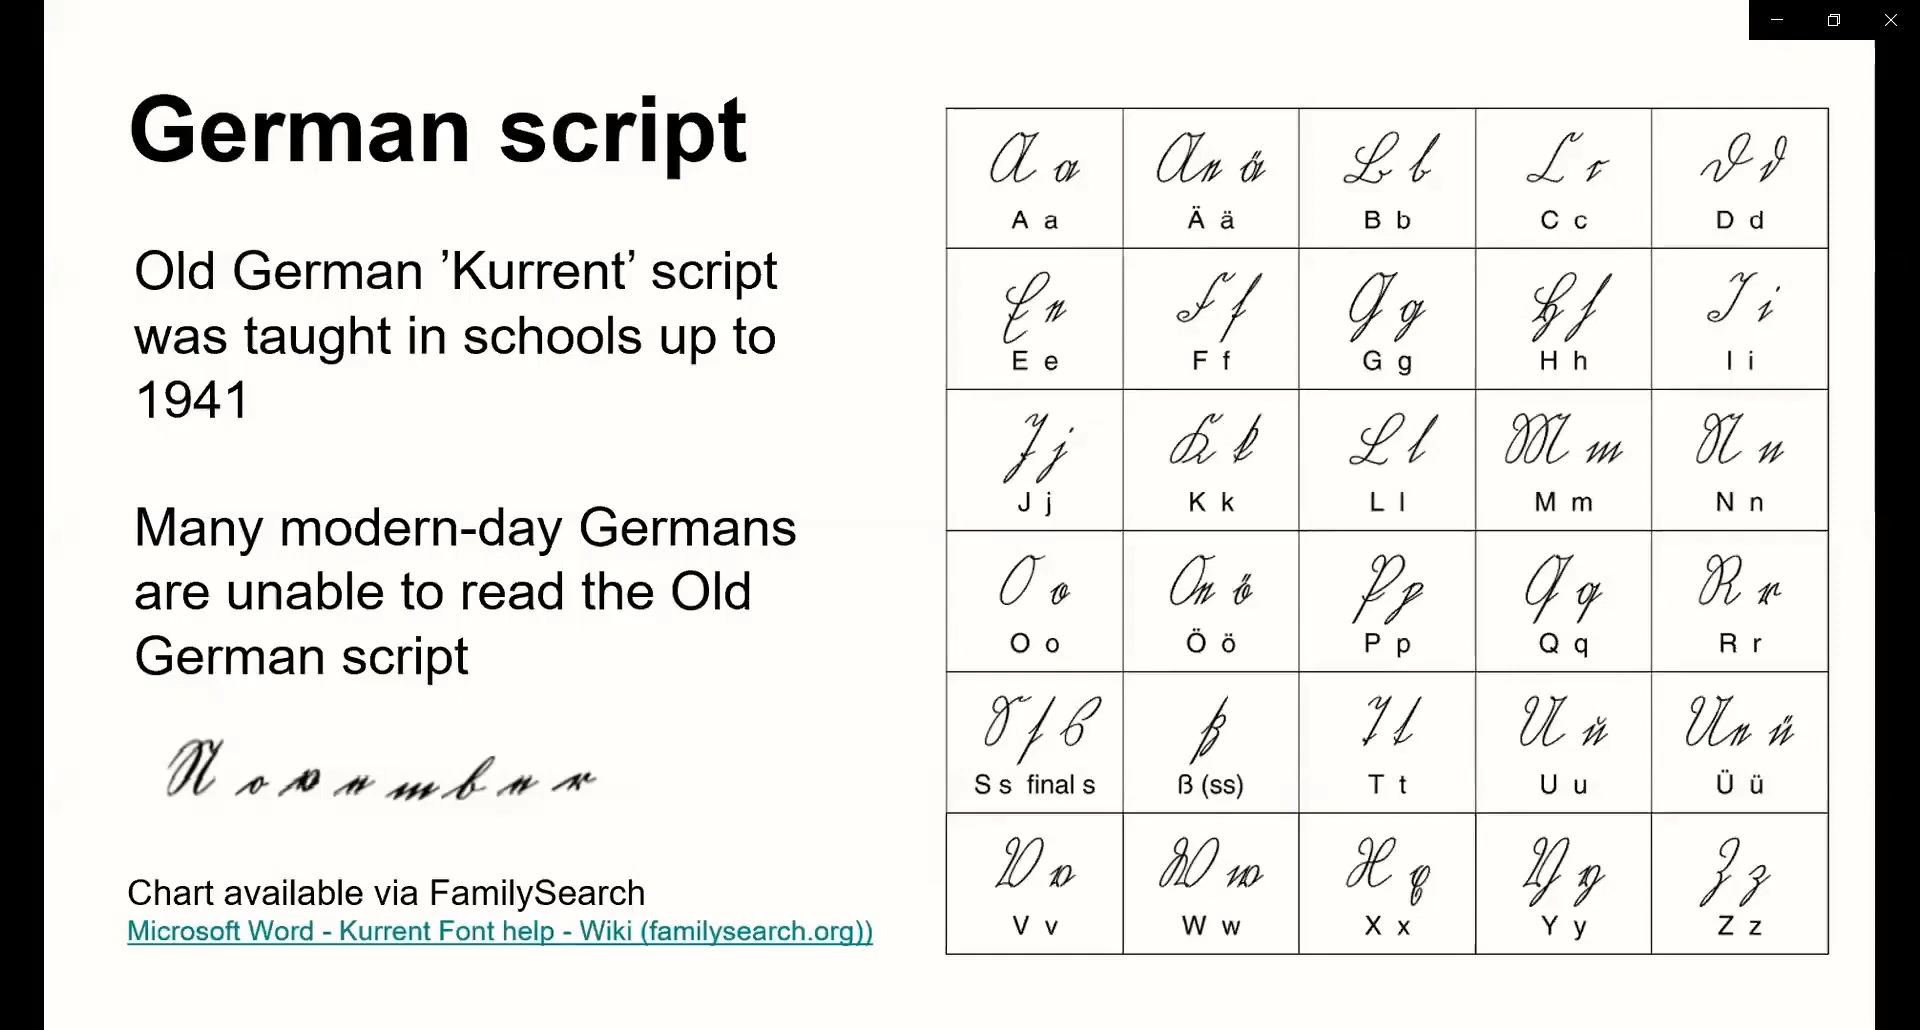 German script
Old German ’Kurrent’ script
was taught in schools up to
1941
Many modern-day Germans
are unable to read the Old
German script
N o v e m b e r
Chart available via FamilySearch
Microsoft Word - Kurrent Font help - Wiki (familysearch.org))
A a Ä ä B b C c D d
A a Ä ä B b C c D d
E e F f G g H h I i
E e F f G g H h I i
J j K k L l M m N n
J j K k L l M m N n
O o Ö ö P p Q q R r
O o Ö ö P p Q q R r
S ſ s ß T t U u Ü ü
S s final s ß (ss) T t U u Ü ü
V v W w X x Y y Z z
V v W w X x Y y Z z